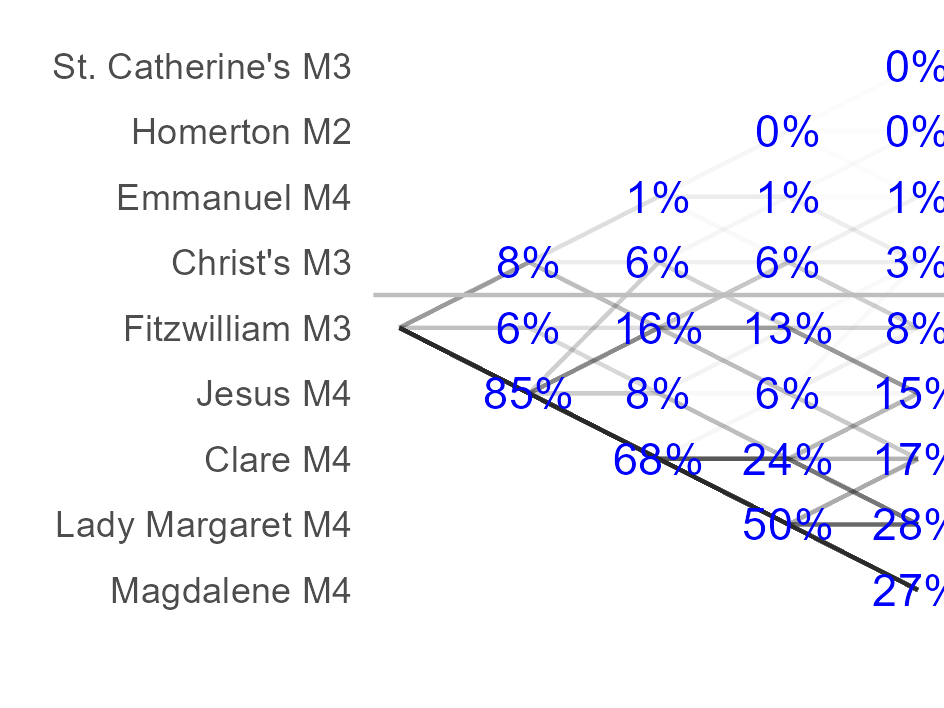 St. Catherine's M3 0%
Homerton M2 0% 0%
Emmanuel M4 1% 1% 1%
Christ's M3 8% 6% 6% 3%
Fitzwilliam M3 6% 16% 13% 8%
Jesus M4 85% 8% 6% 15%
Clare M4 68% 24% 17%
Lady Margaret M4 50% 28%
Magdalene M4 27%